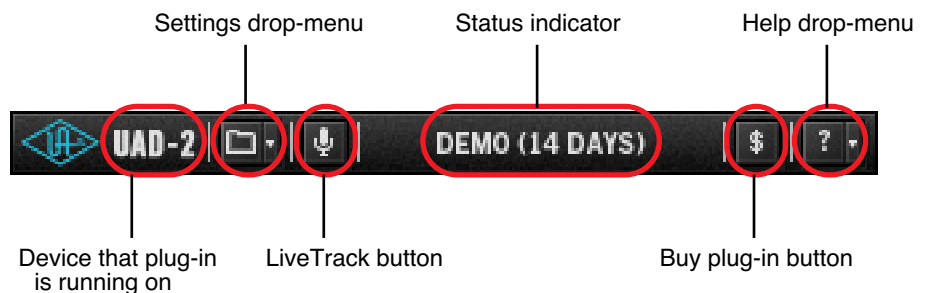 Settings drop-menu
Status indicator
Help drop-menu
UA
UAD-2
DEMO (14 DAYS)
$
?
Device that plug-in
is running on
LiveTrack button
Buy plug-in button